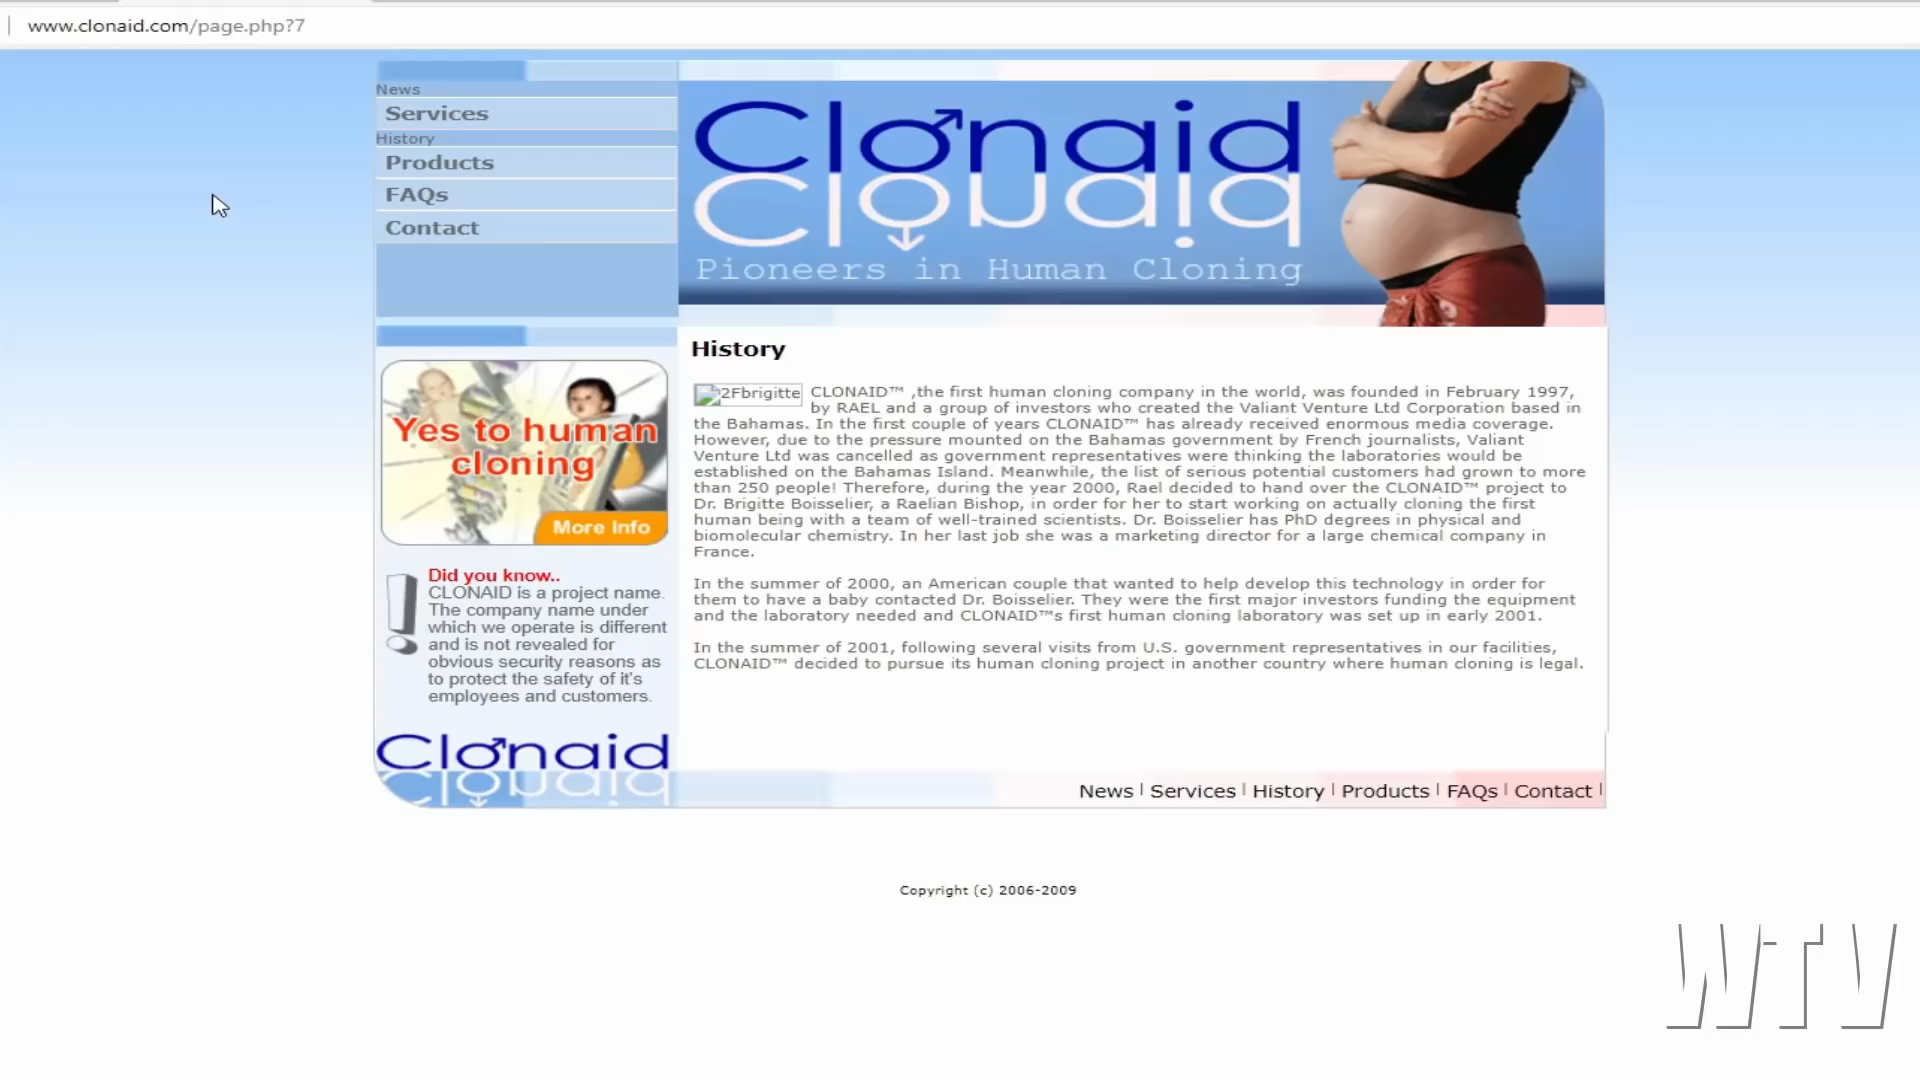 www.clonaid.com/page.php?7
News
Services
History
Products
FAQs
Contact
Clonaid
Pioneers in Human Cloning
Yes to human
cloning
More Info
Did you know..
CLONAID is a project name.
The company name under
which we operate is different
and is not revealed for
obvious security reasons as
to protect the safety of it's
employees and customers.
Clonaid
History
2Fbrigitte CLONAID™ ,the first human cloning company in the world, was founded in February 1997,
by RAEL and a group of investors who created the Valiant Venture Ltd Corporation based in
the Bahamas. In the first couple of years CLONAID™ has already received enormous media coverage.
However, due to the pressure mounted on the Bahamas government by French journalists, Valiant
Venture Ltd was cancelled as government representatives were thinking the laboratories would be
established on the Bahamas Island. Meanwhile, the list of serious potential customers had grown to more
than 250 people! Therefore, during the year 2000, Rael decided to hand over the CLONAID™ project to
Dr. Brigitte Boisselier, a Raelian Bishop, in order for her to start working on actually cloning the first
human being with a team of well-trained scientists. Dr. Boisselier has PhD degrees in physical and
biomolecular chemistry. In her last job she was a marketing director for a large chemical company in
France.
In the summer of 2000, an American couple that wanted to help develop this technology in order for
them to have a baby contacted Dr. Boisselier. They were the first major investors funding the equipment
and the laboratory needed and CLONAID™s first human cloning laboratory was set up in early 2001.
In the summer of 2001, following several visits from U.S. government representatives in our facilities,
CLONAID™ decided to pursue its human cloning project in another country where human cloning is legal.
News | Services | History | Products | FAQs | Contact |
Copyright (c) 2006-2009
WTV